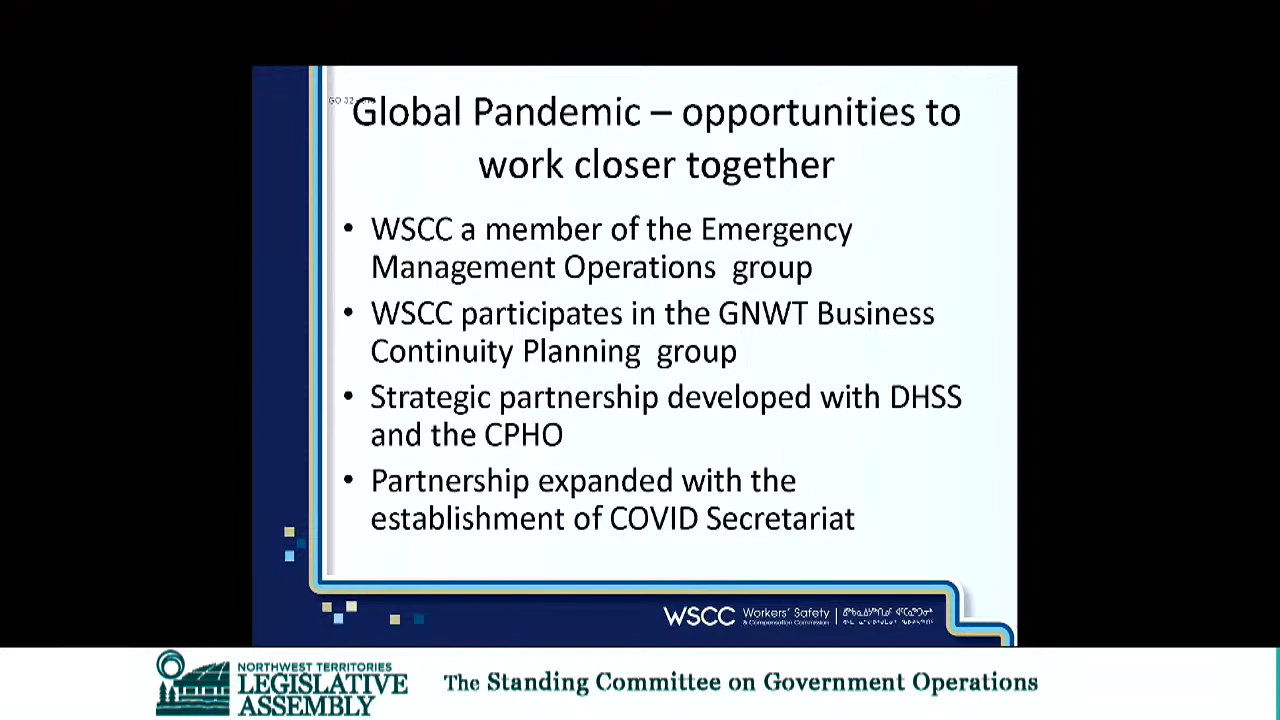 Global Pandemic – opportunities to
work closer together
• WSCC a member of the Emergency
Management Operations group
• WSCC participates in the GNWT Business
Continuity Planning group
• Strategic partnership developed with DHSS
and the CPHO
• Partnership expanded with the
establishment of COVID Secretariat
WSCC Workers' Safety
& Compensation Commission
NORTHWEST TERRITORIES
LEGISLATIVE
ASSEMBLY
The Standing Committee on Government Operations